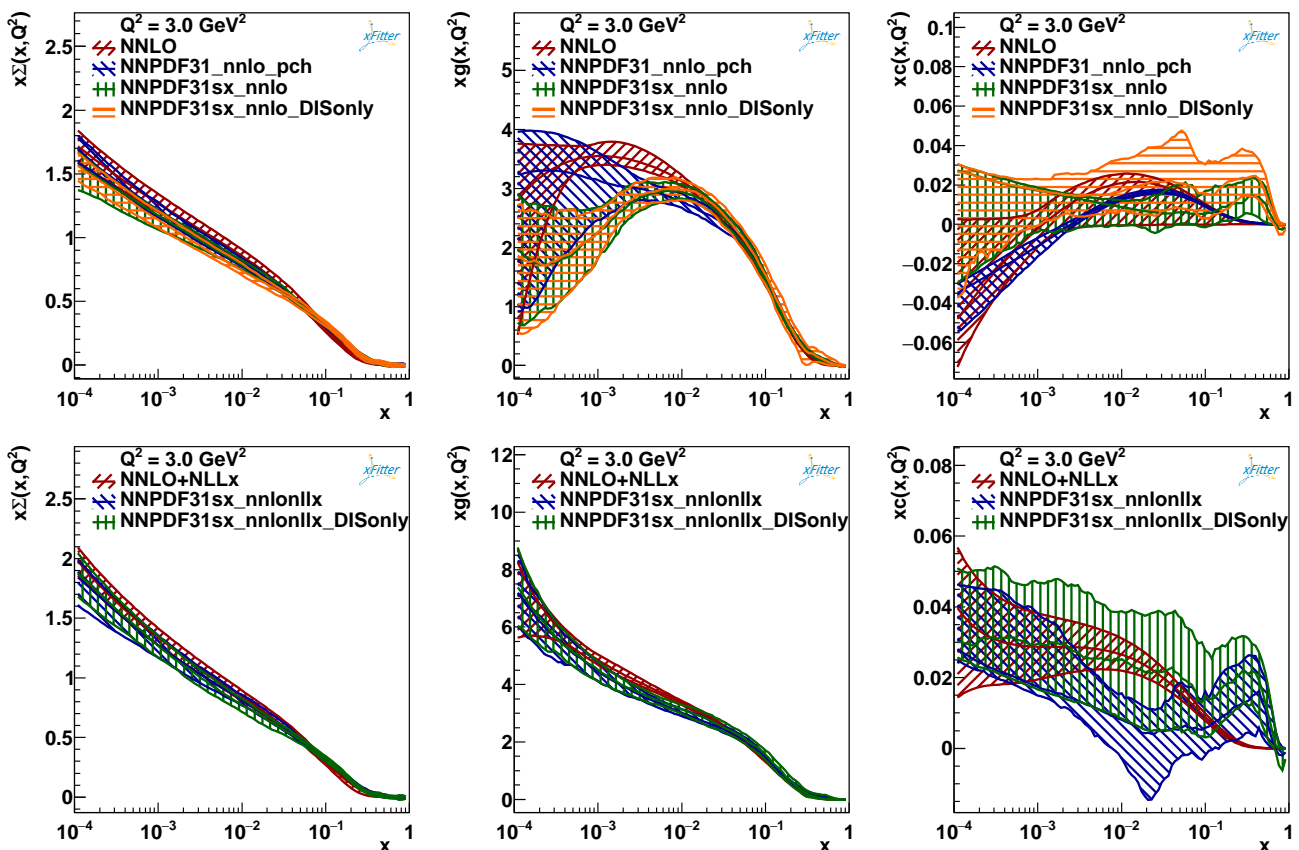 xΣ(x,Q²)
Q² = 3.0 GeV²
NNLO
NNPDF31_nnlo_pch
NNPDF31sx_nnlo
NNPDF31sx_nnlo_DISonly
xFitter
2.5
2
1.5
1
0.5
0
10⁻⁴ 10⁻³ 10⁻² 10⁻¹ 1
x
xg(x,Q²)
Q² = 3.0 GeV²
NNLO
NNPDF31_nnlo_pch
NNPDF31sx_nnlo
NNPDF31sx_nnlo_DISonly
xFitter
5
4
3
2
1
0
10⁻⁴ 10⁻³ 10⁻² 10⁻¹ 1
x
xc(x,Q²)
Q² = 3.0 GeV²
NNLO
NNPDF31_nnlo_pch
NNPDF31sx_nnlo
NNPDF31sx_nnlo_DISonly
xFitter
0.1
0.08
0.06
0.04
0.02
0
−0.02
−0.04
−0.06
10⁻⁴ 10⁻³ 10⁻² 10⁻¹ 1
x
xΣ(x,Q²)
Q² = 3.0 GeV²
NNLO+NLLx
NNPDF31sx_nnlonllx
NNPDF31sx_nnlonllx_DISonly
xFitter
2.5
2
1.5
1
0.5
0
10⁻⁴ 10⁻³ 10⁻² 10⁻¹ 1
x
xg(x,Q²)
Q² = 3.0 GeV²
NNLO+NLLx
NNPDF31sx_nnlonllx
NNPDF31sx_nnlonllx_DISonly
xFitter
12
10
8
6
4
2
0
10⁻⁴ 10⁻³ 10⁻² 10⁻¹ 1
x
xc(x,Q²)
Q² = 3.0 GeV²
NNLO+NLLx
NNPDF31sx_nnlonllx
NNPDF31sx_nnlonllx_DISonly
xFitter
0.08
0.06
0.04
0.02
0
10⁻⁴ 10⁻³ 10⁻² 10⁻¹ 1
x